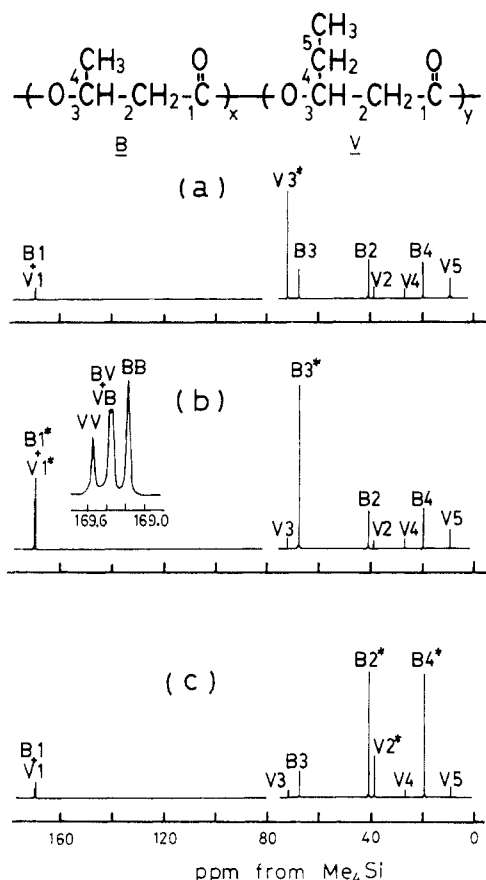 CH₃
5
CH₃
CH₂
O
4
4
O
(O-CH-CH₂-C)x(O-CH-CH₂-C)y
3 2 1 3 2 1
B V
(a)
V3*
B1
+
V1
B3
B2
V2
V4
B4
V5
(b)
B1*
+
V1*
VV
BV
+
VB
BB
169.6 169.0
B3*
V3
B2
V2
V4
B4
V5
(c)
B1
+
V1
V3
B3
B2*
V2*
V4
B4*
V5
160 120 80 40 0
ppm from Me₄Si